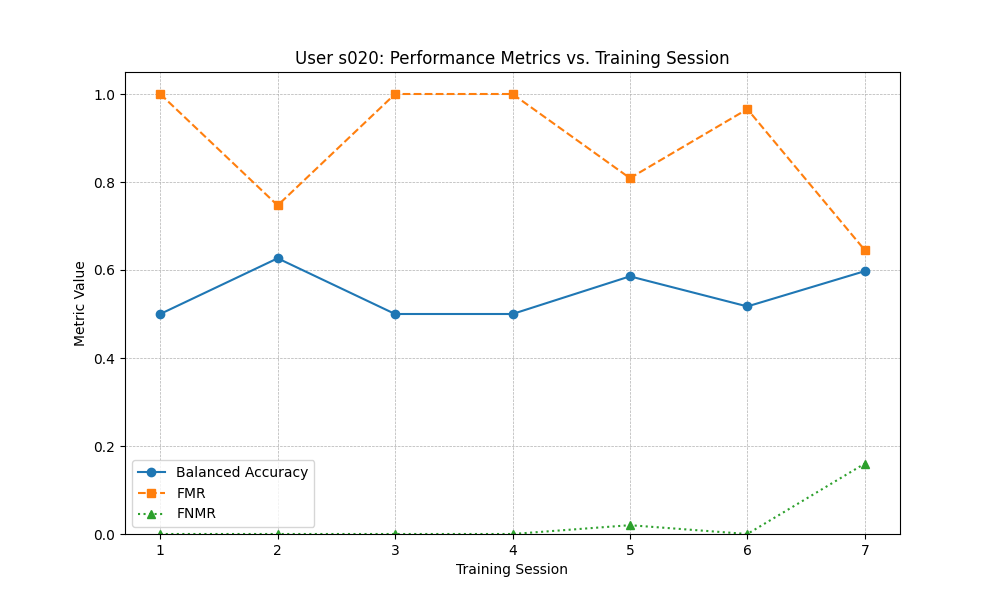 User s020: Performance Metrics vs. Training Session
1.0
0.8
0.6
0.4
0.2
0.0
Metric Value
Balanced Accuracy
FMR
FNMR
1 2 3 4 5 6 7
Training Session